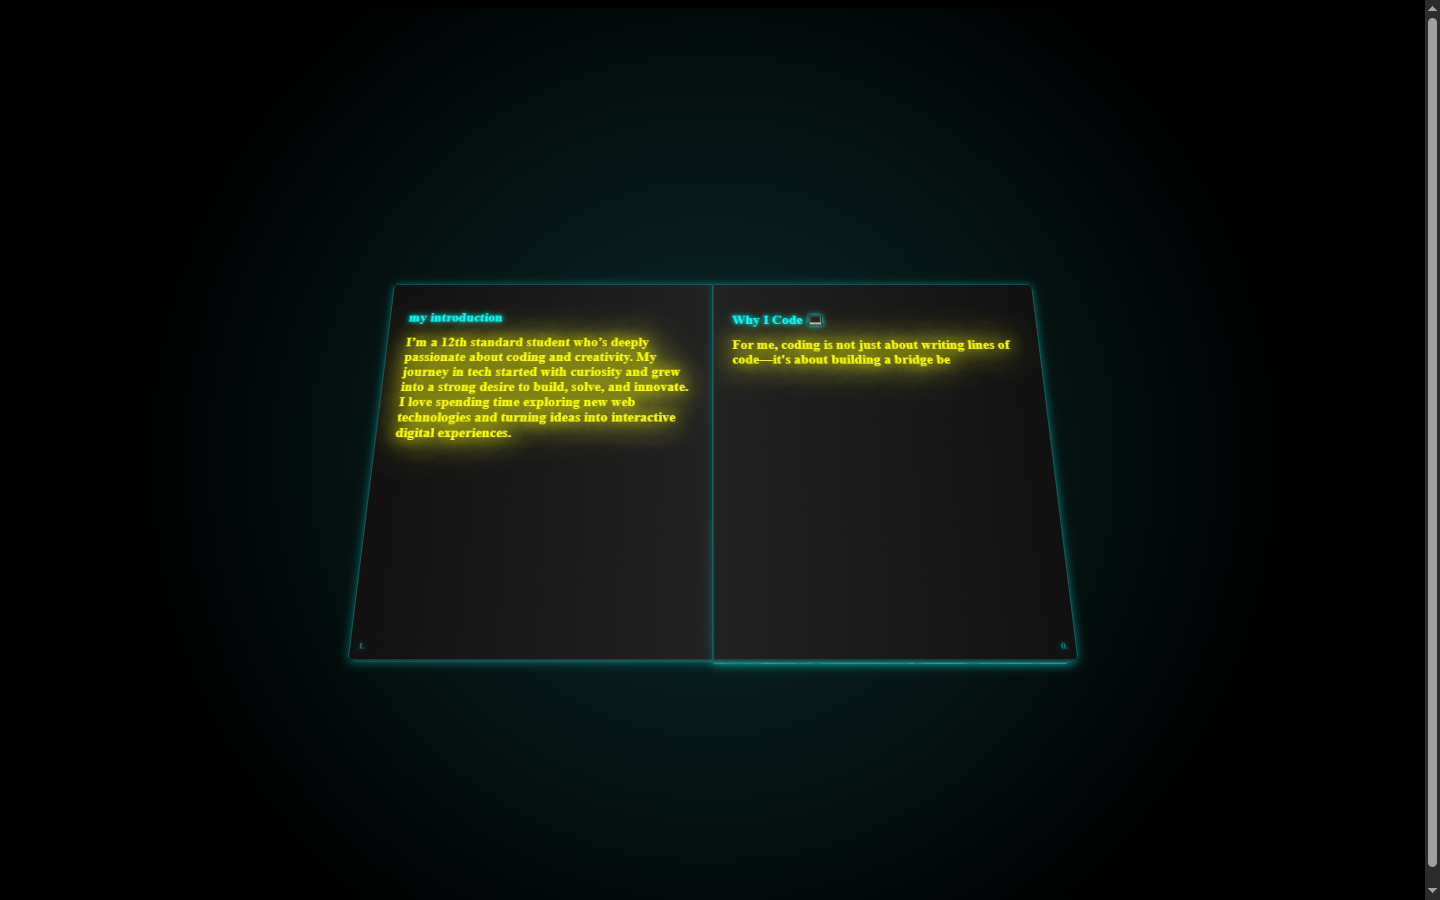 my introduction
I'm a 12th standard student who's deeply
passionate about coding and creativity. My
journey in tech started with curiosity and grew
into a strong desire to build, solve, and innovate.
I love spending time exploring new web
technologies and turning ideas into interactive
digital experiences.
1.
Why I Code 💻
For me, coding is not just about writing lines of
code—it's about building a bridge be
0.